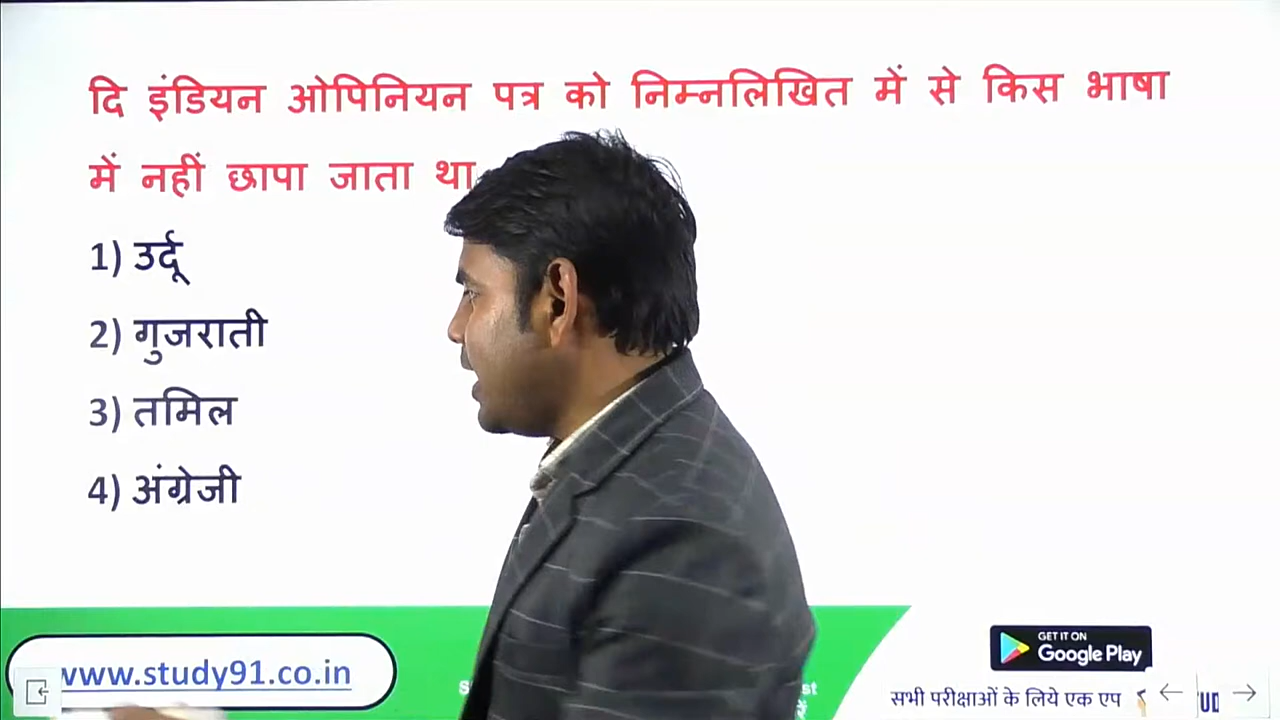 दि इंडियन ओपिनियन पत्र को निम्नलिखित में से किस भाषा
में नहीं छापा जाता था
1) उर्दू
2) गुजराती
3) तमिल
4) अंग्रेजी
www.study91.co.in
GET IT ON
Google Play
सभी परीक्षाओं के लिये एक एप